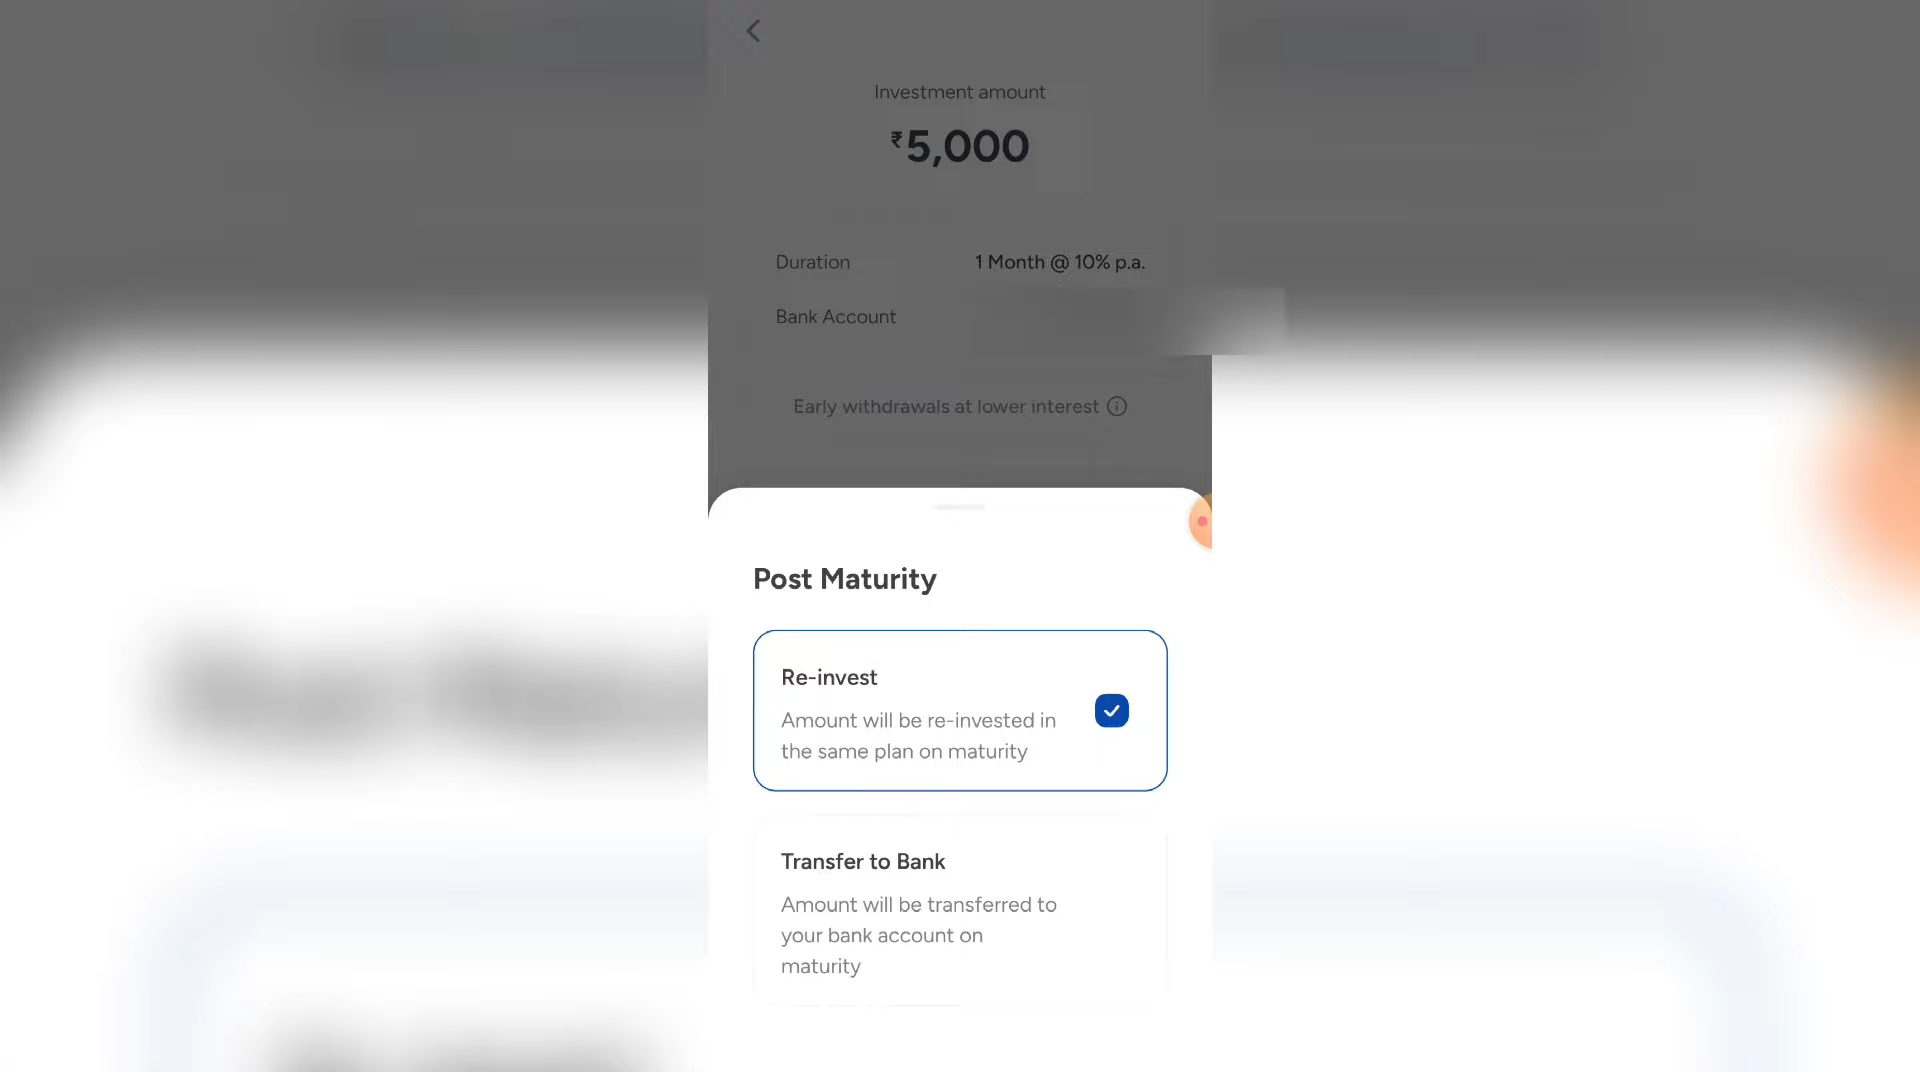 Investment amount
₹5,000
Duration 1 Month @ 10% p.a.
Bank Account
Early withdrawals at lower interest
Post Maturity
Re-invest
Amount will be re-invested in
the same plan on maturity
Transfer to Bank
Amount will be transferred to
your bank account on
maturity